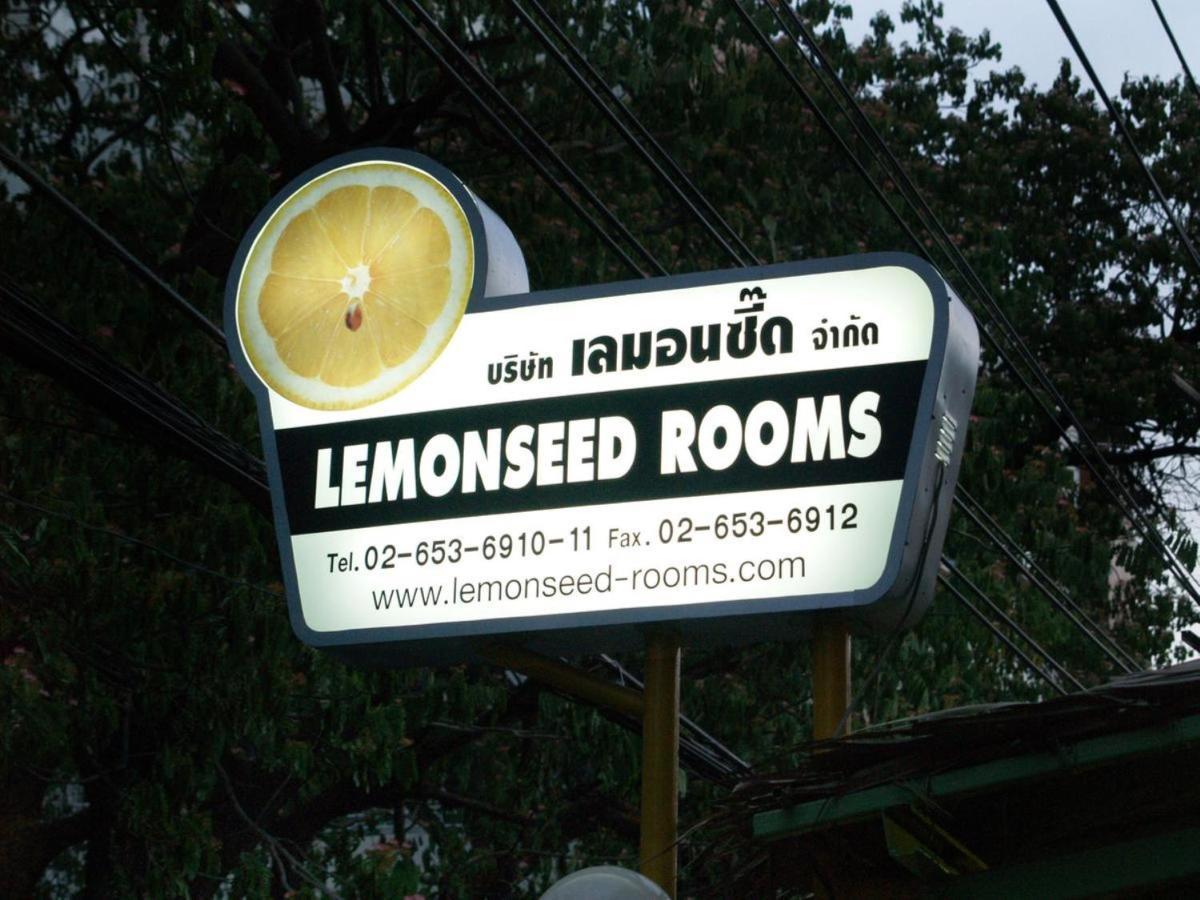 บริษัท เลมอนซี๊ด จำกัด
LEMONSEED ROOMS
Tel. 02-653-6910-11 Fax. 02-653-6912
www.lemonseed-rooms.com